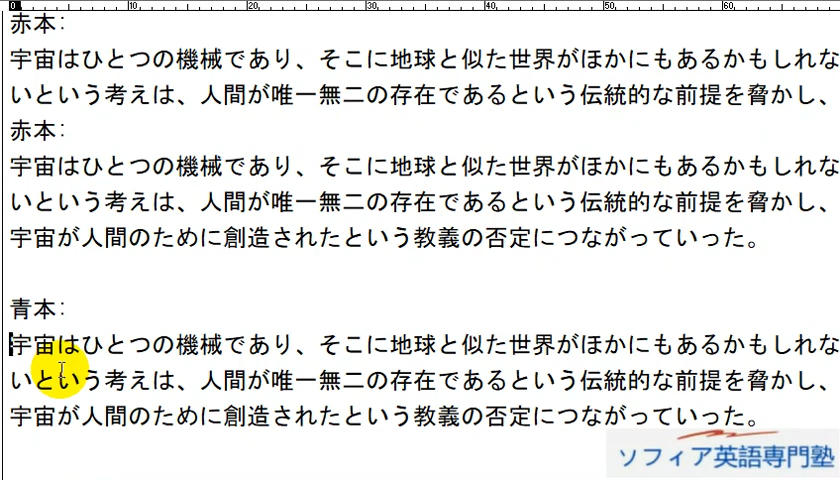 0 10 20 30 40 50 60
赤本：
宇宙はひとつの機械であり、そこに地球と似た世界がほかにもあるかもしれな
いという考えは、人間が唯一無二の存在であるという伝統的な前提を脅かし、
赤本：
宇宙はひとつの機械であり、そこに地球と似た世界がほかにもあるかもしれな
いという考えは、人間が唯一無二の存在であるという伝統的な前提を脅かし、
宇宙が人間のために創造されたという教義の否定につながっていった。
青本：
宇宙はひとつの機械であり、そこに地球と似た世界がほかにもあるかもしれな
いという考えは、人間が唯一無二の存在であるという伝統的な前提を脅かし、
宇宙が人間のために創造されたという教義の否定につながっていった。
ソフィア英語専門塾